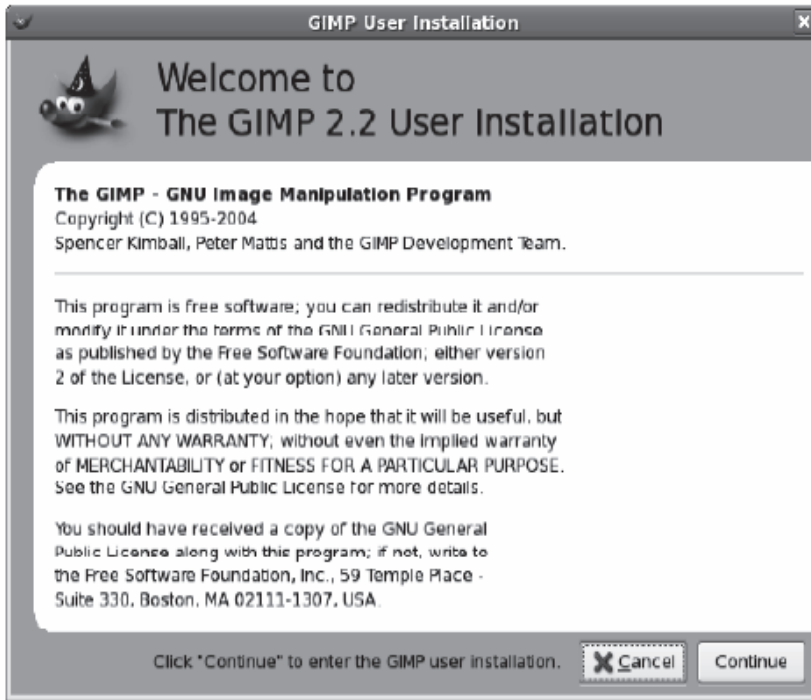 GIMP User Installation
Welcome to
The GIMP 2.2 User Installation
The GIMP - GNU Image Manipulation Program
Copyright (C) 1995-2004
Spencer Kimball, Peter Mattis and the GIMP Development Team.
This program is free software; you can redistribute it and/or
modify it under the terms of the GNU General Public License
as published by the Free Software Foundation; either version
2 of the License, or (at your option) any later version.
This program is distributed in the hope that it will be useful, but
WITHOUT ANY WARRANTY; without even the implied warranty
of MERCHANTABILITY or FITNESS FOR A PARTICULAR PURPOSE.
See the GNU General Public License for more details.
You should have received a copy of the GNU General
Public License along with this program; if not, write to
the Free Software Foundation, Inc., 59 Temple Place -
Suite 330, Boston, MA 02111-1307, USA.
Click "Continue" to enter the GIMP user installation.
Cancel
Continue